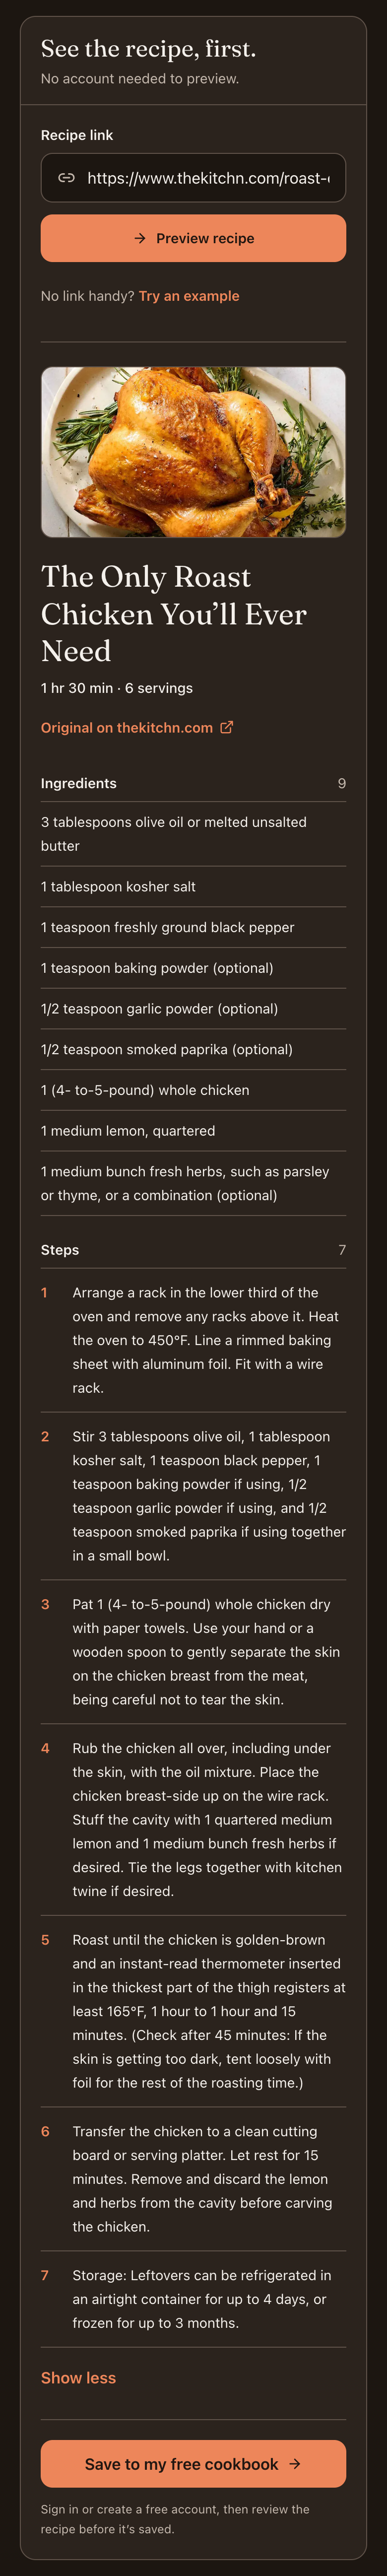 See the recipe, first.
No account needed to preview.
Recipe link
https://www.thekitchn.com/roast-
Preview recipe
No link handy? Try an example
The Only Roast
Chicken You’ll Ever
Need
1 hr 30 min · 6 servings
Original on thekitchn.com
Ingredients 9
3 tablespoons olive oil or melted unsalted
butter
1 tablespoon kosher salt
1 teaspoon freshly ground black pepper
1 teaspoon baking powder (optional)
1/2 teaspoon garlic powder (optional)
1/2 teaspoon smoked paprika (optional)
1 (4- to-5-pound) whole chicken
1 medium lemon, quartered
1 medium bunch fresh herbs, such as parsley
or thyme, or a combination (optional)
Steps 7
1 Arrange a rack in the lower third of the
oven and remove any racks above it. Heat
the oven to 450°F. Line a rimmed baking
sheet with aluminum foil. Fit with a wire
rack.
2 Stir 3 tablespoons olive oil, 1 tablespoon
kosher salt, 1 teaspoon black pepper, 1
teaspoon baking powder if using, 1/2
teaspoon garlic powder if using, and 1/2
teaspoon smoked paprika if using together
in a small bowl.
3 Pat 1 (4- to-5-pound) whole chicken dry
with paper towels. Use your hand or a
wooden spoon to gently separate the skin
on the chicken breast from the meat,
being careful not to tear the skin.
4 Rub the chicken all over, including under
the skin, with the oil mixture. Place the
chicken breast-side up on the wire rack.
Stuff the cavity with 1 quartered medium
lemon and 1 medium bunch fresh herbs if
desired. Tie the legs together with kitchen
twine if desired.
5 Roast until the chicken is golden-brown
and an instant-read thermometer inserted
in the thickest part of the thigh registers at
least 165°F, 1 hour to 1 hour and 15
minutes. (Check after 45 minutes: If the
skin is getting too dark, tent loosely with
foil for the rest of the roasting time.)
6 Transfer the chicken to a clean cutting
board or serving platter. Let rest for 15
minutes. Remove and discard the lemon
and herbs from the cavity before carving
the chicken.
7 Storage: Leftovers can be refrigerated in
an airtight container for up to 4 days, or
frozen for up to 3 months.
Show less
Save to my free cookbook
Sign in or create a free account, then review the
recipe before it’s saved.